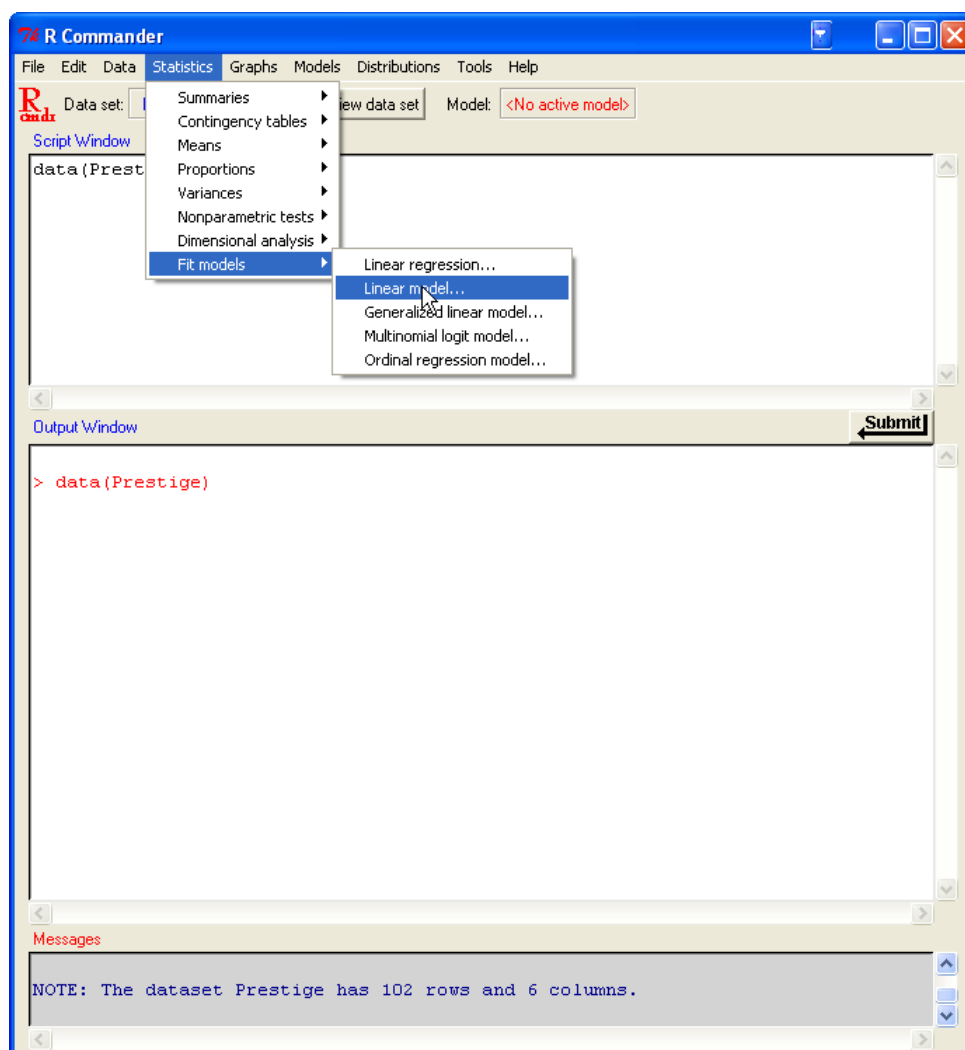 R Commander
File Edit Data Statistics Graphs Models Distributions Tools Help
R cmdr Data set: View data set Model: <No active model>
Summaries
Contingency tables
Means
Proportions
Variances
Nonparametric tests
Dimensional analysis
Fit models
Linear regression...
Linear model...
Generalized linear model...
Multinomial logit model...
Ordinal regression model...
Script Window
data(Prest
Output Window
Submit
> data(Prestige)
Messages
NOTE: The dataset Prestige has 102 rows and 6 columns.